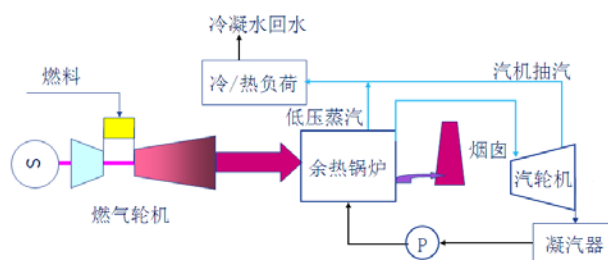 冷凝水回水
燃料
冷/热负荷
汽机抽汽
低压蒸汽
S
余热锅炉
烟囱
汽轮机
燃气轮机
P
凝汽器